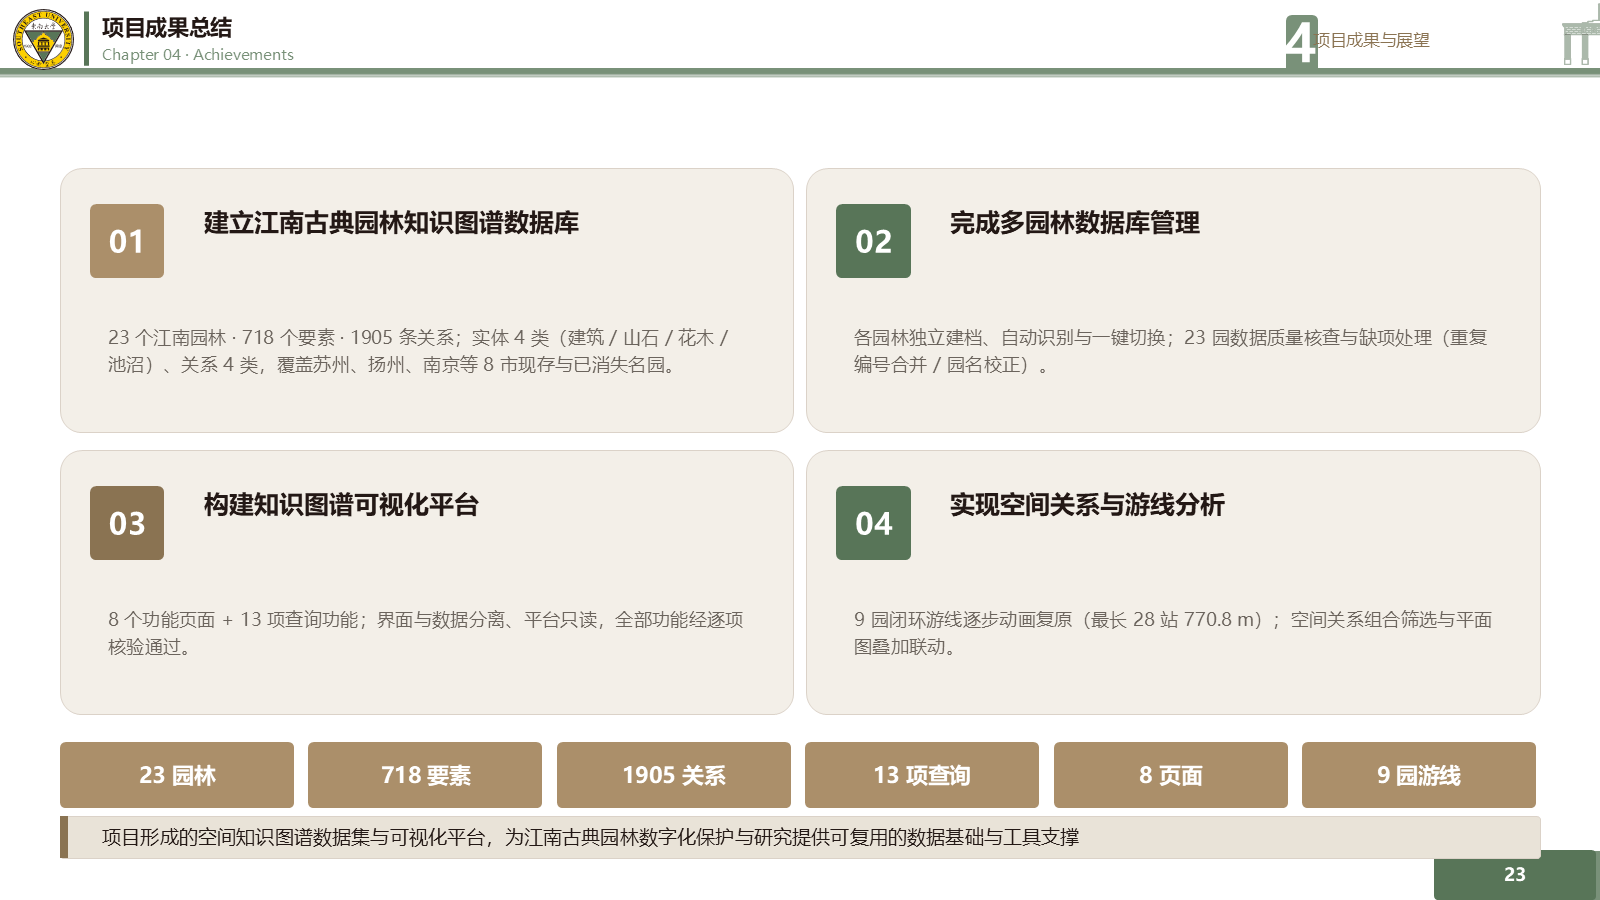 项目成果总结
Chapter 04 · Achievements
4
项目成果与展望
01
建立江南古典园林知识图谱数据库
23 个江南园林 · 718 个要素 · 1905 条关系；实体 4 类（建筑 / 山石 / 花木 /
池沼）、关系 4 类，覆盖苏州、扬州、南京等 8 市现存与已消失名园。
02
完成多园林数据库管理
各园林独立建档、自动识别与一键切换；23 园数据质量核查与缺项处理（重复
编号合并 / 园名校正）。
03
构建知识图谱可视化平台
8 个功能页面 + 13 项查询功能；界面与数据分离、平台只读，全部功能经逐项
核验通过。
04
实现空间关系与游线分析
9 园闭环游线逐步动画复原（最长 28 站 770.8 m）；空间关系组合筛选与平面
图叠加联动。
23 园林
718 要素
1905 关系
13 项查询
8 页面
9 园游线
项目形成的空间知识图谱数据集与可视化平台，为江南古典园林数字化保护与研究提供可复用的数据基础与工具支撑
23